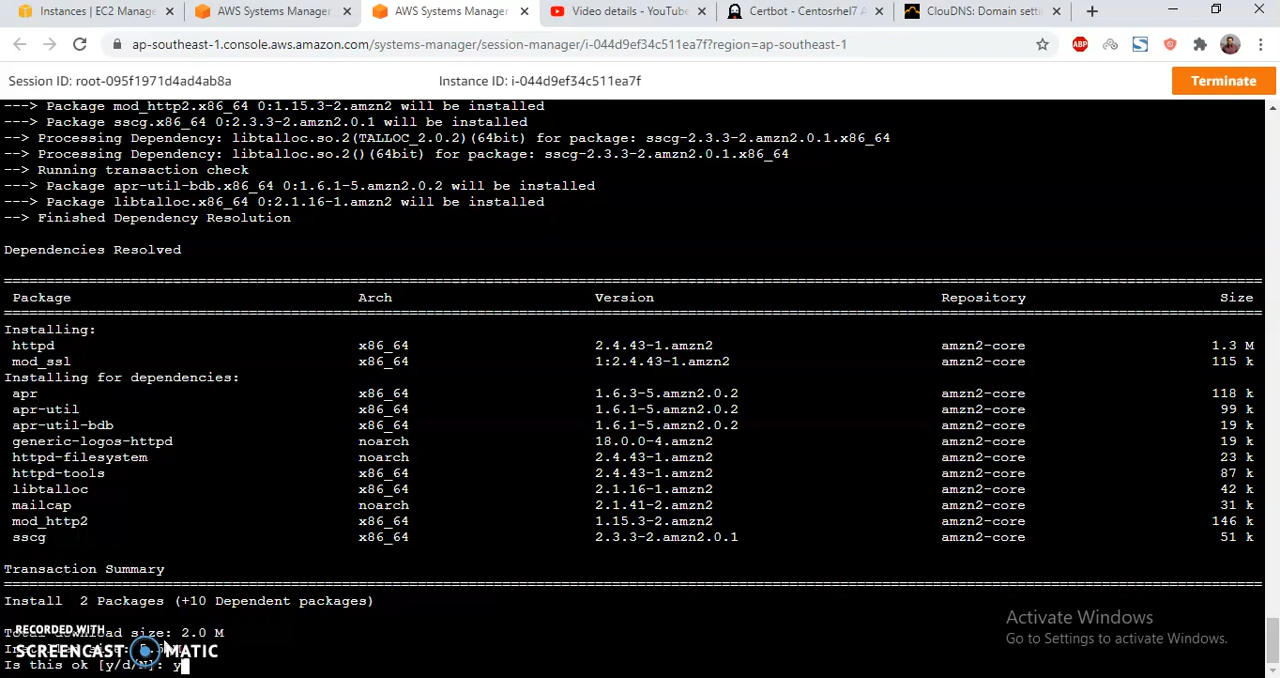 Instances | EC2 Manage
AWS Systems Manager
AWS Systems Manager
Video details - YouTube
Certbot - Centosrhel7 A
ClouDNS: Domain setti
ap-southeast-1.console.aws.amazon.com/systems-manager/session-manager/i-044d9ef34c511ea7f?region=ap-southeast-1
ABP
Session ID: root-095f1971d4ad4ab8a
Instance ID: i-044d9ef34c511ea7f
Terminate
---> Package mod_http2.x86_64 0:1.15.3-2.amzn2 will be installed
---> Package sscg.x86_64 0:2.3.3-2.amzn2.0.1 will be installed
--> Processing Dependency: libtalloc.so.2(TALLOC_2.0.2)(64bit) for package: sscg-2.3.3-2.amzn2.0.1.x86_64
--> Processing Dependency: libtalloc.so.2()(64bit) for package: sscg-2.3.3-2.amzn2.0.1.x86_64
--> Running transaction check
---> Package apr-util-bdb.x86_64 0:1.6.1-5.amzn2.0.2 will be installed
---> Package libtalloc.x86_64 0:2.1.16-1.amzn2 will be installed
--> Finished Dependency Resolution
Dependencies Resolved
Package Arch Version Repository Size
Installing:
httpd x86_64 2.4.43-1.amzn2 amzn2-core 1.3 M
mod_ssl x86_64 1:2.4.43-1.amzn2 amzn2-core 115 k
Installing for dependencies:
apr x86_64 1.6.3-5.amzn2.0.2 amzn2-core 118 k
apr-util x86_64 1.6.1-5.amzn2.0.2 amzn2-core 99 k
apr-util-bdb x86_64 1.6.1-5.amzn2.0.2 amzn2-core 19 k
generic-logos-httpd noarch 18.0.0-4.amzn2 amzn2-core 19 k
httpd-filesystem noarch 2.4.43-1.amzn2 amzn2-core 23 k
httpd-tools x86_64 2.4.43-1.amzn2 amzn2-core 87 k
libtalloc x86_64 2.1.16-1.amzn2 amzn2-core 42 k
mailcap noarch 2.1.41-2.amzn2 amzn2-core 31 k
mod_http2 x86_64 1.15.3-2.amzn2 amzn2-core 146 k
sscg x86_64 2.3.3-2.amzn2.0.1 amzn2-core 51 k
Transaction Summary
Install 2 Packages (+10 Dependent packages)
Total download size: 2.0 M
Is this ok [y/d/N]: y
RECORDED WITH
SCREENCAST MATIC
Activate Windows
Go to Settings to activate Windows.